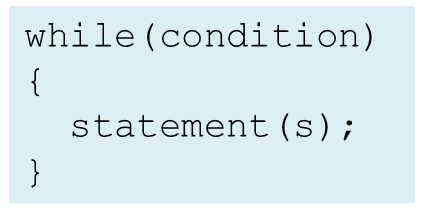 while(condition)
{
statement(s);
}